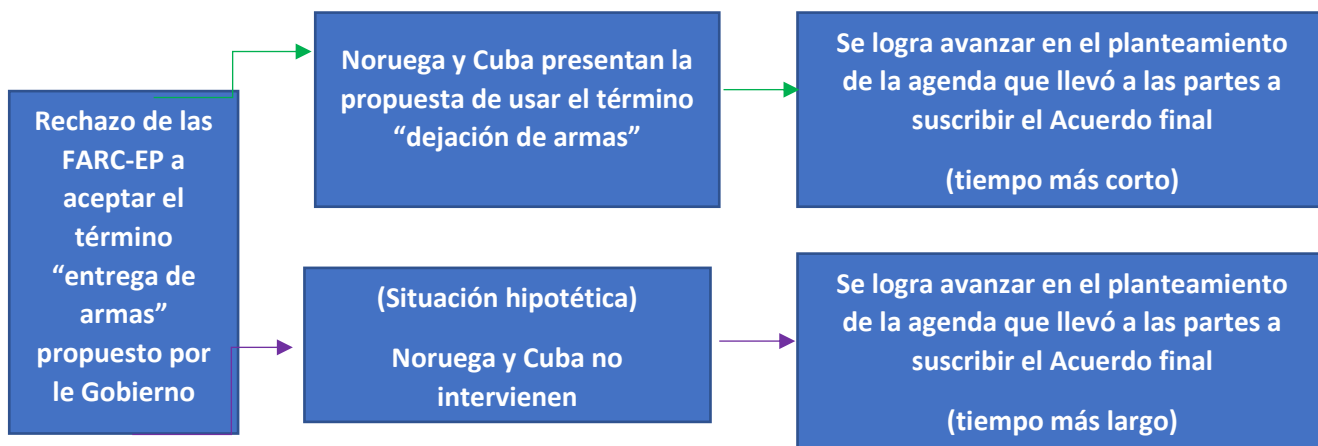 Rechazo de las
FARC-EP a
aceptar el
término
“entrega de
armas”
propuesto por
le Gobierno
Noruega y Cuba presentan la
propuesta de usar el término
“dejación de armas”
Se logra avanzar en el planteamiento
de la agenda que llevó a las partes a
suscribir el Acuerdo final
(tiempo más corto)
(Situación hipotética)
Noruega y Cuba no
intervienen
Se logra avanzar en el planteamiento
de la agenda que llevó a las partes a
suscribir el Acuerdo final
(tiempo más largo)